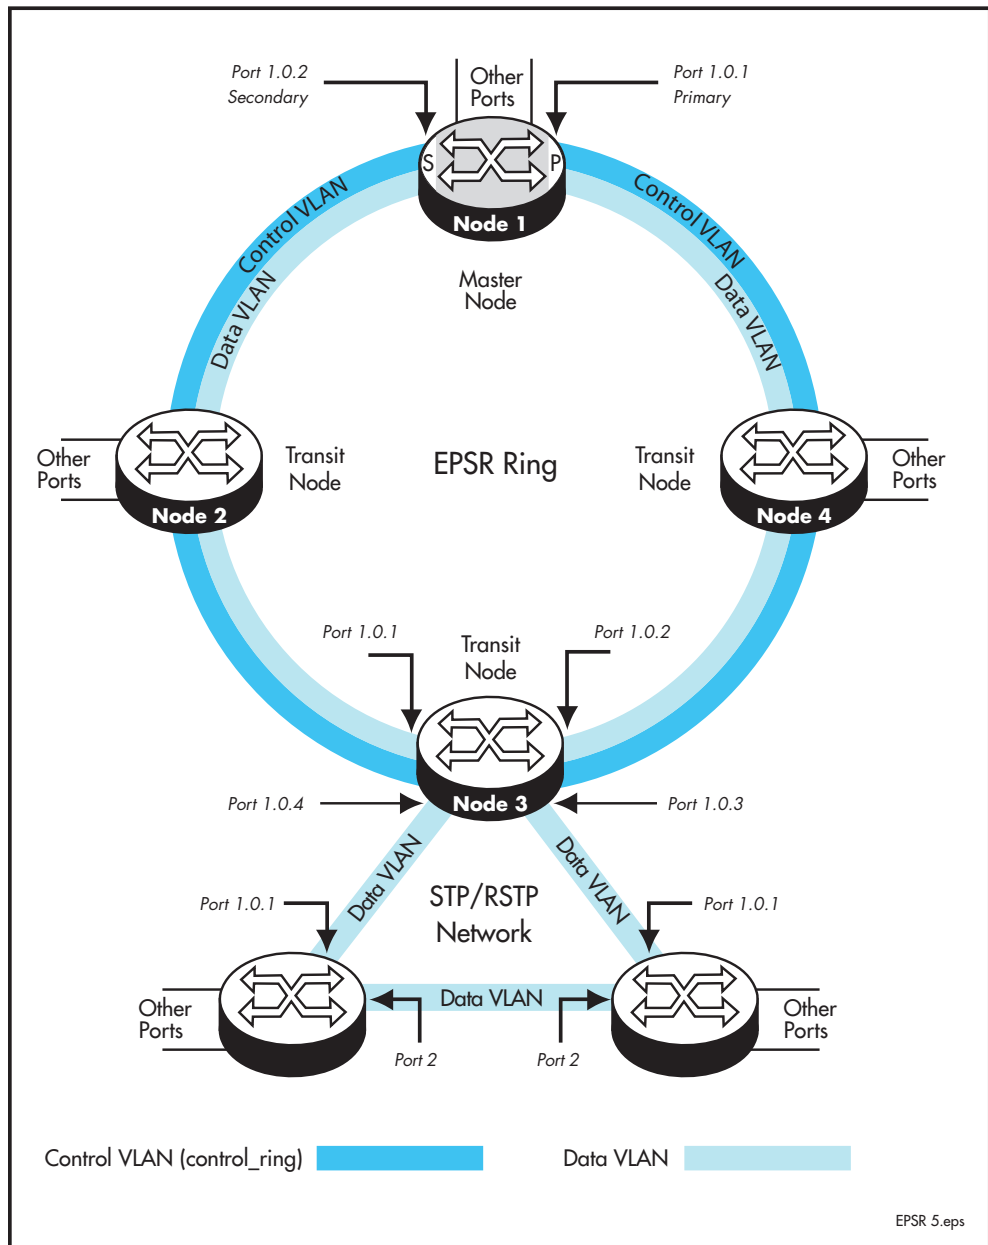 Port 1.0.2
Secondary
Other
Ports
Port 1.0.1
Primary
S
P
Node 1
Control VLAN
Data VLAN
Control VLAN
Data VLAN
Master
Node
Other
Ports
Node 2
Transit
Node
EPSR Ring
Transit
Node
Node 4
Other
Ports
Port 1.0.1
Transit
Node
Port 1.0.2
Node 3
Port 1.0.4
Port 1.0.3
Data VLAN
Data VLAN
STP/RSTP
Network
Port 1.0.1
Port 1.0.1
Other
Ports
Data VLAN
Other
Ports
Port 2
Port 2
Control VLAN (control_ring)
Data VLAN
EPSR 5.eps